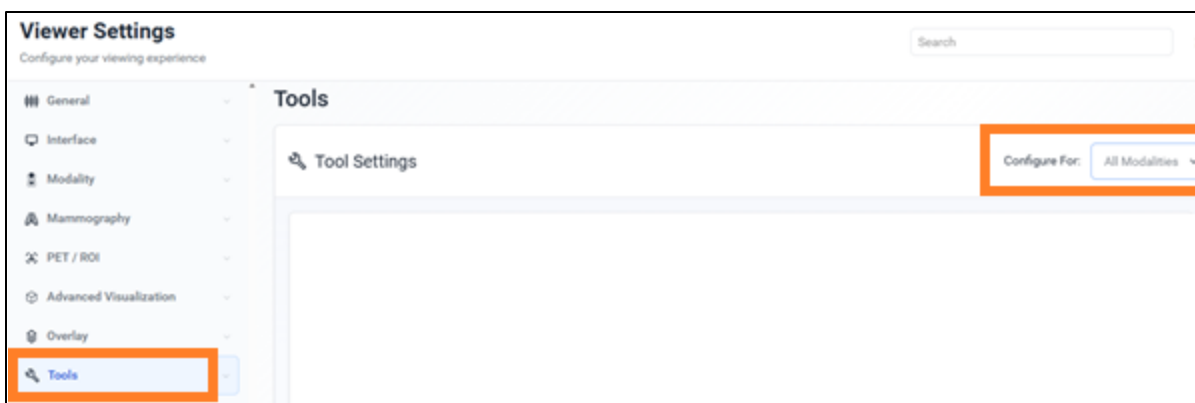 Viewer Settings
Configure your viewing experience
Search
General
Interface
Modality
Mammography
PET / ROI
Advanced Visualization
Overlay
Tools
Tools
Tool Settings
Configure For: All Modalities